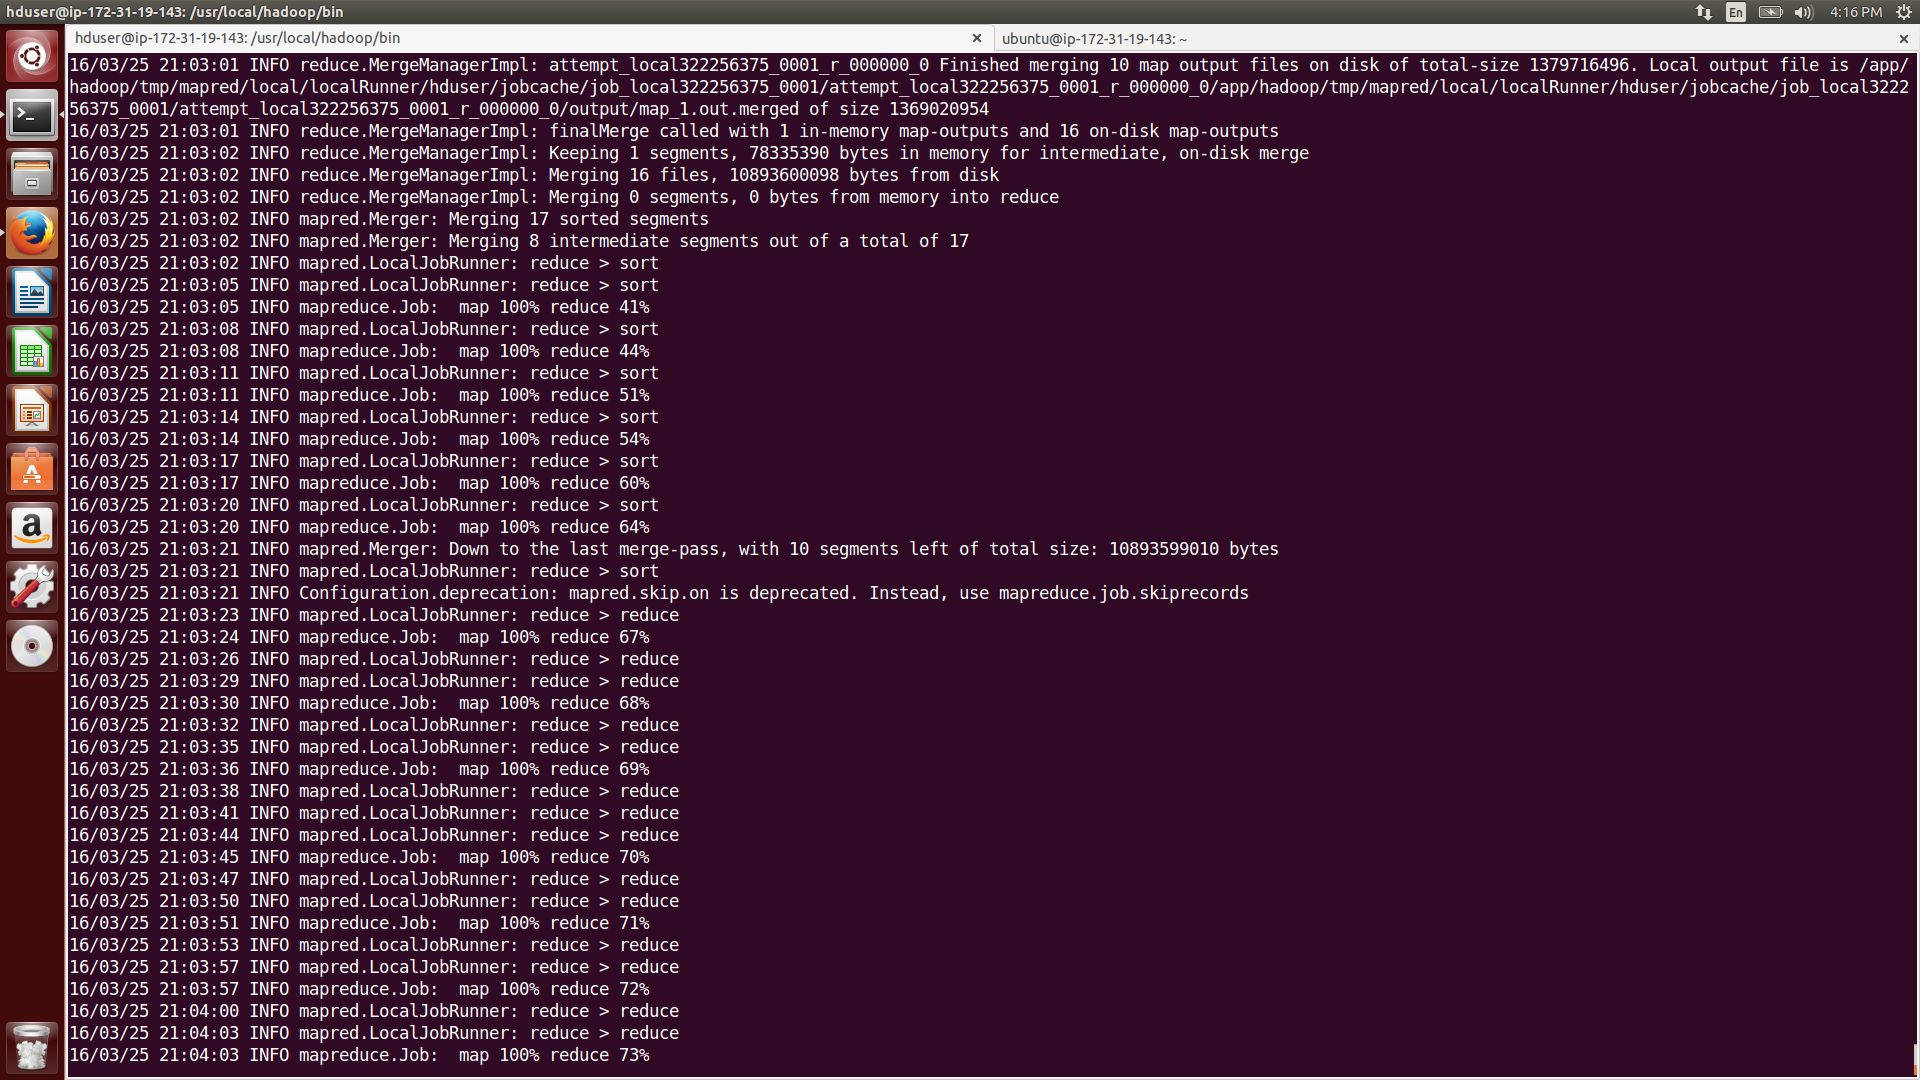 hduser@ip-172-31-19-143: /usr/local/hadoop/bin
En
4:16 PM
hduser@ip-172-31-19-143: /usr/local/hadoop/bin
ubuntu@ip-172-31-19-143: ~
16/03/25 21:03:01 INFO reduce.MergeManagerImpl: attempt_local322256375_0001_r_000000_0 Finished merging 10 map output files on disk of total-size 1379716496. Local output file is /app/
hadoop/tmp/mapred/local/localRunner/hduser/jobcache/job_local322256375_0001/attempt_local322256375_0001_r_000000_0/app/hadoop/tmp/mapred/local/localRunner/hduser/jobcache/job_local3222
56375_0001/attempt_local322256375_0001_r_000000_0/output/map_1.out.merged of size 1369020954
16/03/25 21:03:01 INFO reduce.MergeManagerImpl: finalMerge called with 1 in-memory map-outputs and 16 on-disk map-outputs
16/03/25 21:03:02 INFO reduce.MergeManagerImpl: Keeping 1 segments, 78335390 bytes in memory for intermediate, on-disk merge
16/03/25 21:03:02 INFO reduce.MergeManagerImpl: Merging 16 files, 10893600098 bytes from disk
16/03/25 21:03:02 INFO reduce.MergeManagerImpl: Merging 0 segments, 0 bytes from memory into reduce
16/03/25 21:03:02 INFO mapred.Merger: Merging 17 sorted segments
16/03/25 21:03:02 INFO mapred.Merger: Merging 8 intermediate segments out of a total of 17
16/03/25 21:03:02 INFO mapred.LocalJobRunner: reduce > sort
16/03/25 21:03:05 INFO mapred.LocalJobRunner: reduce > sort
16/03/25 21:03:05 INFO mapreduce.Job:  map 100% reduce 41%
16/03/25 21:03:08 INFO mapred.LocalJobRunner: reduce > sort
16/03/25 21:03:08 INFO mapreduce.Job:  map 100% reduce 44%
16/03/25 21:03:11 INFO mapred.LocalJobRunner: reduce > sort
16/03/25 21:03:11 INFO mapreduce.Job:  map 100% reduce 51%
16/03/25 21:03:14 INFO mapred.LocalJobRunner: reduce > sort
16/03/25 21:03:14 INFO mapreduce.Job:  map 100% reduce 54%
16/03/25 21:03:17 INFO mapred.LocalJobRunner: reduce > sort
16/03/25 21:03:17 INFO mapreduce.Job:  map 100% reduce 60%
16/03/25 21:03:20 INFO mapred.LocalJobRunner: reduce > sort
16/03/25 21:03:20 INFO mapreduce.Job:  map 100% reduce 64%
16/03/25 21:03:21 INFO mapred.Merger: Down to the last merge-pass, with 10 segments left of total size: 10893599010 bytes
16/03/25 21:03:21 INFO mapred.LocalJobRunner: reduce > sort
16/03/25 21:03:21 INFO Configuration.deprecation: mapred.skip.on is deprecated. Instead, use mapreduce.job.skiprecords
16/03/25 21:03:23 INFO mapred.LocalJobRunner: reduce > reduce
16/03/25 21:03:24 INFO mapreduce.Job:  map 100% reduce 67%
16/03/25 21:03:26 INFO mapred.LocalJobRunner: reduce > reduce
16/03/25 21:03:29 INFO mapred.LocalJobRunner: reduce > reduce
16/03/25 21:03:30 INFO mapreduce.Job:  map 100% reduce 68%
16/03/25 21:03:32 INFO mapred.LocalJobRunner: reduce > reduce
16/03/25 21:03:35 INFO mapred.LocalJobRunner: reduce > reduce
16/03/25 21:03:36 INFO mapreduce.Job:  map 100% reduce 69%
16/03/25 21:03:38 INFO mapred.LocalJobRunner: reduce > reduce
16/03/25 21:03:41 INFO mapred.LocalJobRunner: reduce > reduce
16/03/25 21:03:44 INFO mapred.LocalJobRunner: reduce > reduce
16/03/25 21:03:45 INFO mapreduce.Job:  map 100% reduce 70%
16/03/25 21:03:47 INFO mapred.LocalJobRunner: reduce > reduce
16/03/25 21:03:50 INFO mapred.LocalJobRunner: reduce > reduce
16/03/25 21:03:51 INFO mapreduce.Job:  map 100% reduce 71%
16/03/25 21:03:53 INFO mapred.LocalJobRunner: reduce > reduce
16/03/25 21:03:57 INFO mapred.LocalJobRunner: reduce > reduce
16/03/25 21:03:57 INFO mapreduce.Job:  map 100% reduce 72%
16/03/25 21:04:00 INFO mapred.LocalJobRunner: reduce > reduce
16/03/25 21:04:03 INFO mapred.LocalJobRunner: reduce > reduce
16/03/25 21:04:03 INFO mapreduce.Job:  map 100% reduce 73%